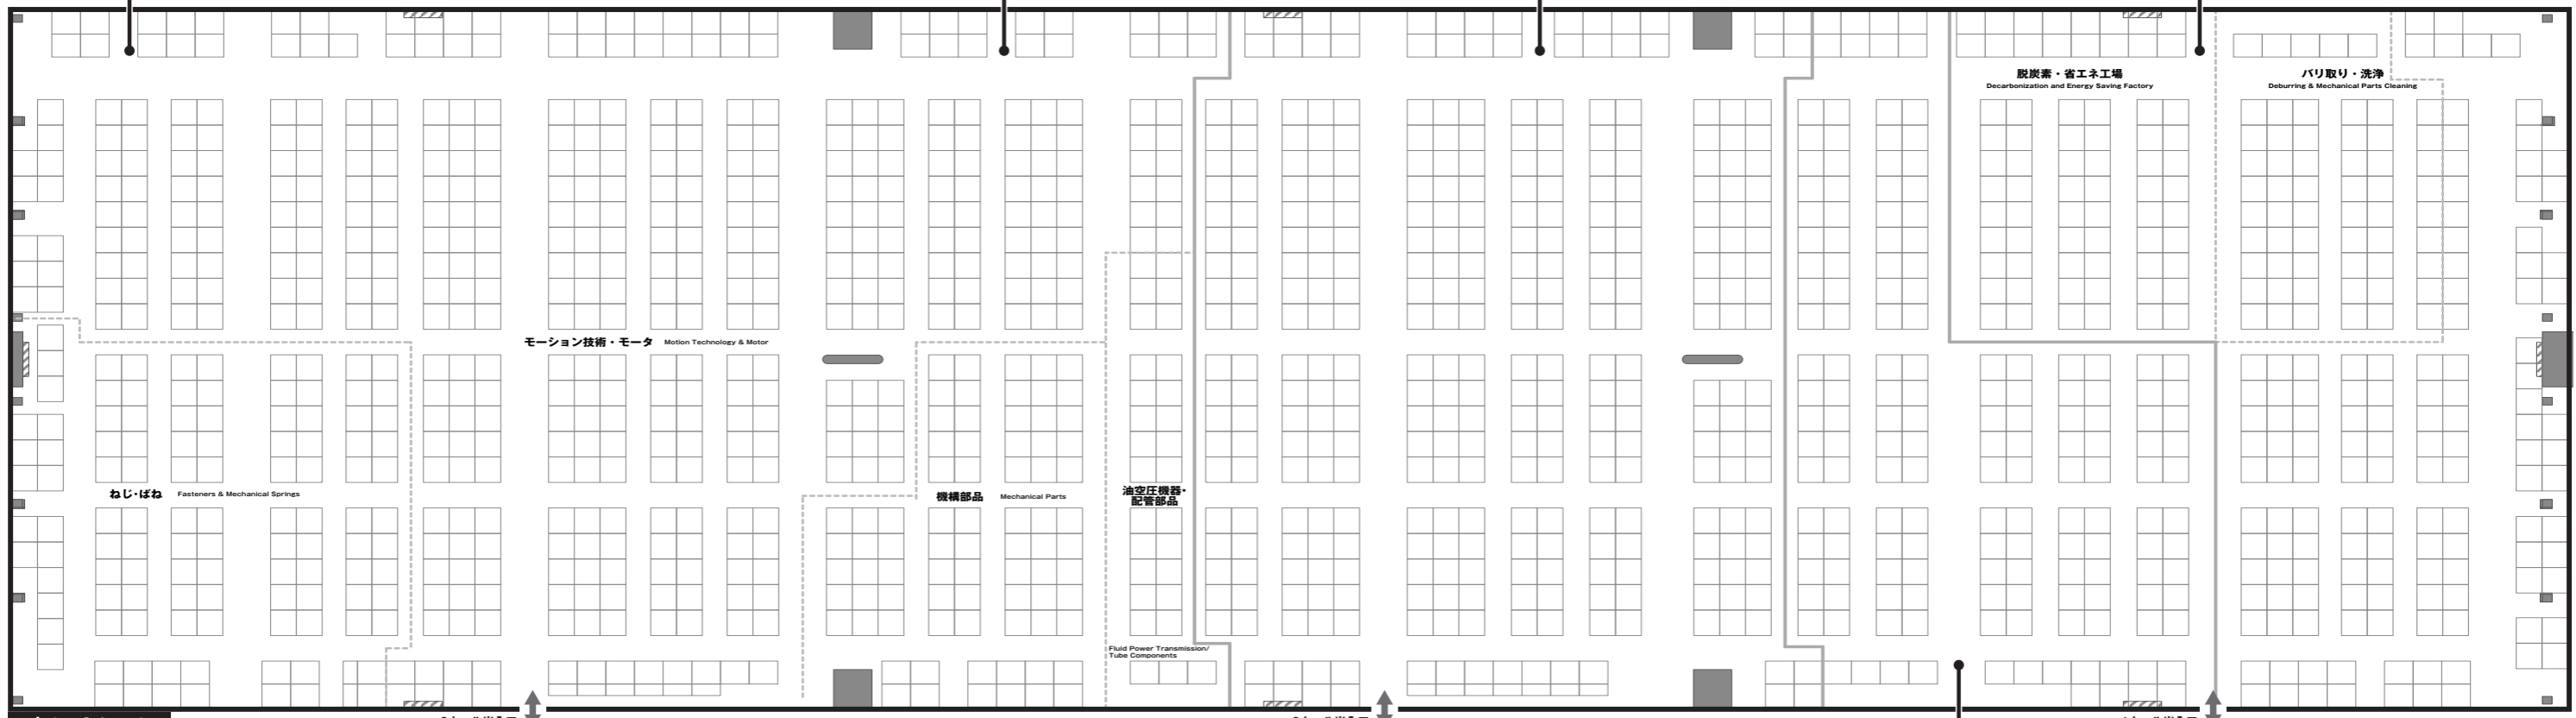 脱炭素・省エネ工場
Decarbonization and Energy Saving Factory
バリ取り・洗浄
Deburring & Mechanical Parts Cleaning
モーション技術・モータ Motion Technology & Motor
ねじ・ばね Fasteners & Mechanical Springs
機構部品 Mechanical Parts
油空圧機器・
配管部品
Fluid Power Transmission/
Tube Components